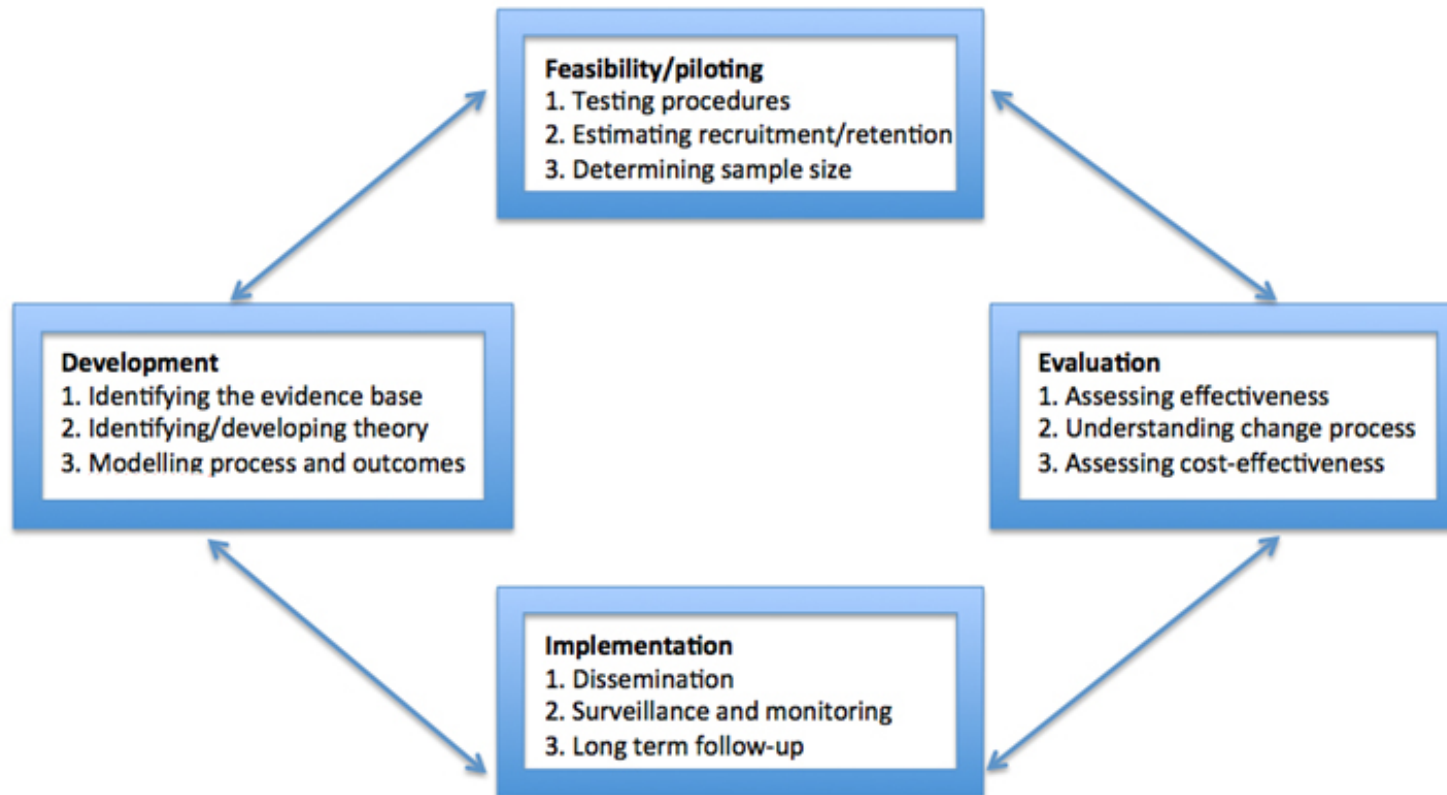 Feasibility/piloting
1. Testing procedures
2. Estimating recruitment/retention
3. Determining sample size
Development
1. Identifying the evidence base
2. Identifying/developing theory
3. Modelling process and outcomes
Evaluation
1. Assessing effectiveness
2. Understanding change process
3. Assessing cost-effectiveness
Implementation
1. Dissemination
2. Surveillance and monitoring
3. Long term follow-up